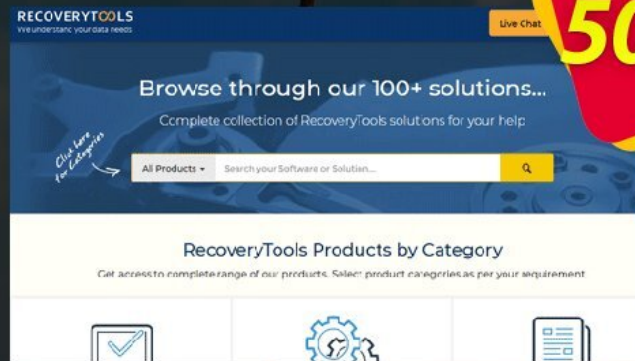 RECOVERYTOOLS
We understand your data needs
Live Chat
50
Browse through our 100+ solutions...
Complete collection of RecoveryTools solutions for your help
Click here
for Categories
All Products
Search your Software or Solution...
RecoveryTools Products by Category
Get access to complete range of our products. Select product categories as per your requirement